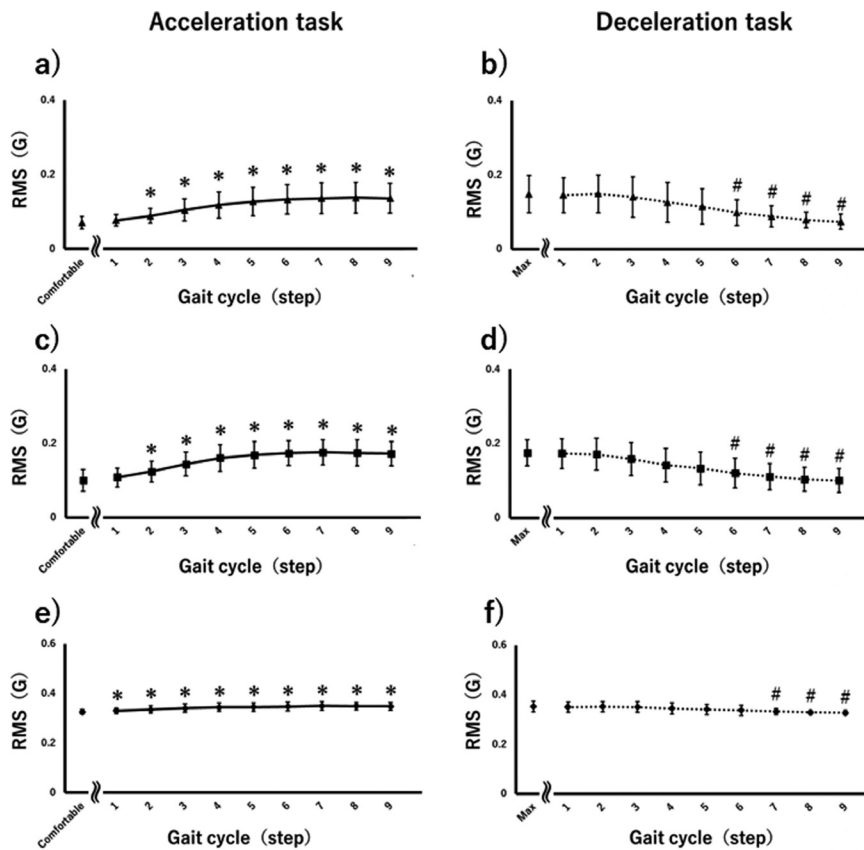 Acceleration task
Deceleration task
a)
0.4
0.2
0
RMS (G)
* * * * * * * *
Comfortable 1 2 3 4 5 6 7 8 9
Gait cycle (step)
b)
0.4
0.2
0
RMS (G)
# # # #
Max 1 2 3 4 5 6 7 8 9
Gait cycle (step)
c)
0.4
0.2
0
RMS (G)
* * * * * * * *
Comfortable 1 2 3 4 5 6 7 8 9
Gait cycle (step)
d)
0.4
0.2
0
RMS (G)
# # # #
Max 1 2 3 4 5 6 7 8 9
Gait cycle (step)
e)
0.6
0.4
0.2
0
RMS (G)
* * * * * * * * *
Comfortable 1 2 3 4 5 6 7 8 9
Gait cycle (step)
f)
0.6
0.4
0.2
0
RMS (G)
# # #
Max 1 2 3 4 5 6 7 8 9
Gait cycle (step)